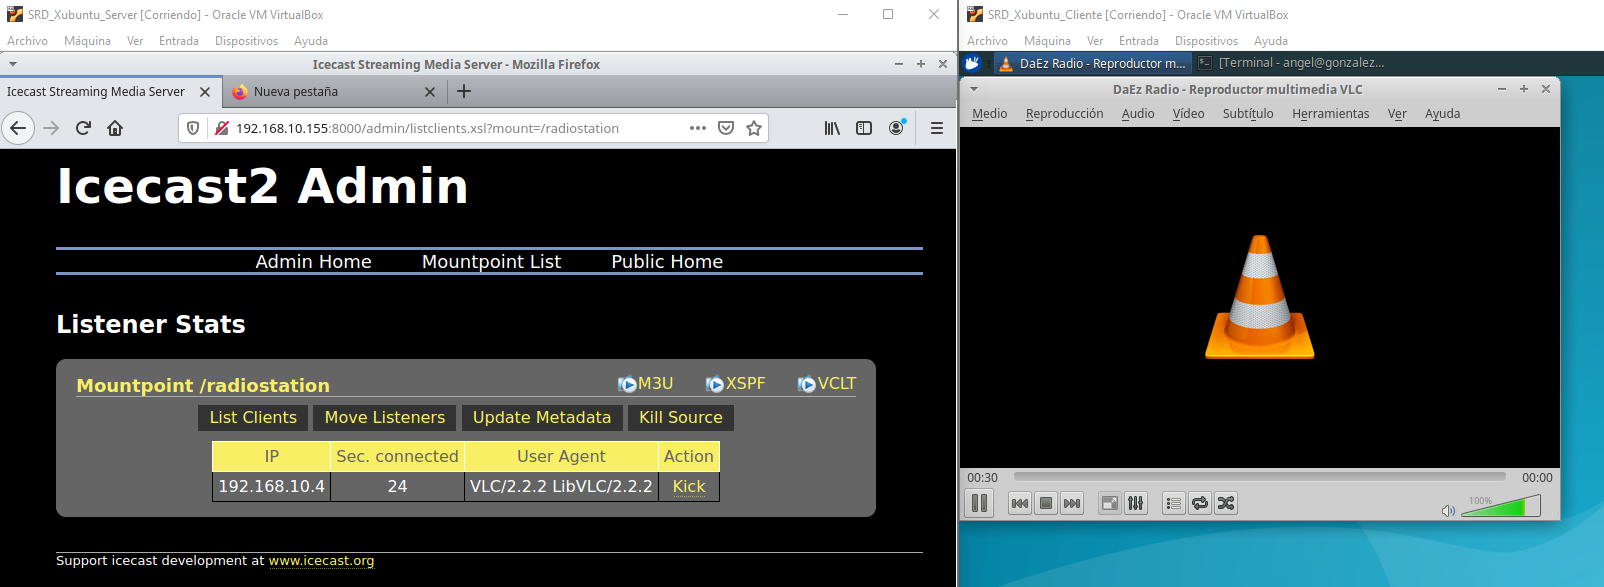 SRD_Xubuntu_Server [Corriendo] - Oracle VM VirtualBox
Archivo Máquina Ver Entrada Dispositivos Ayuda
Icecast Streaming Media Server - Mozilla Firefox
Icecast Streaming Media Server Nueva pestaña
192.168.10.155:8000/admin/listclients.xsl?mount=/radiostation
Icecast2 Admin
Admin Home Mountpoint List Public Home
Listener Stats
Mountpoint /radiostation M3U XSPF VCLT
List Clients Move Listeners Update Metadata Kill Source
IP Sec. connected User Agent Action
192.168.10.4 24 VLC/2.2.2 LibVLC/2.2.2 Kick
Support icecast development at www.icecast.org
SRD_Xubuntu_Cliente [Corriendo] - Oracle VM VirtualBox
Archivo Máquina Ver Entrada Dispositivos Ayuda
DaEz Radio - Reproductor m... [Terminal - angel@gonzalez...
DaEz Radio - Reproductor multimedia VLC
Medio Reproducción Audio Vídeo Subtítulo Herramientas Ver Ayuda
00:30 00:00
100%